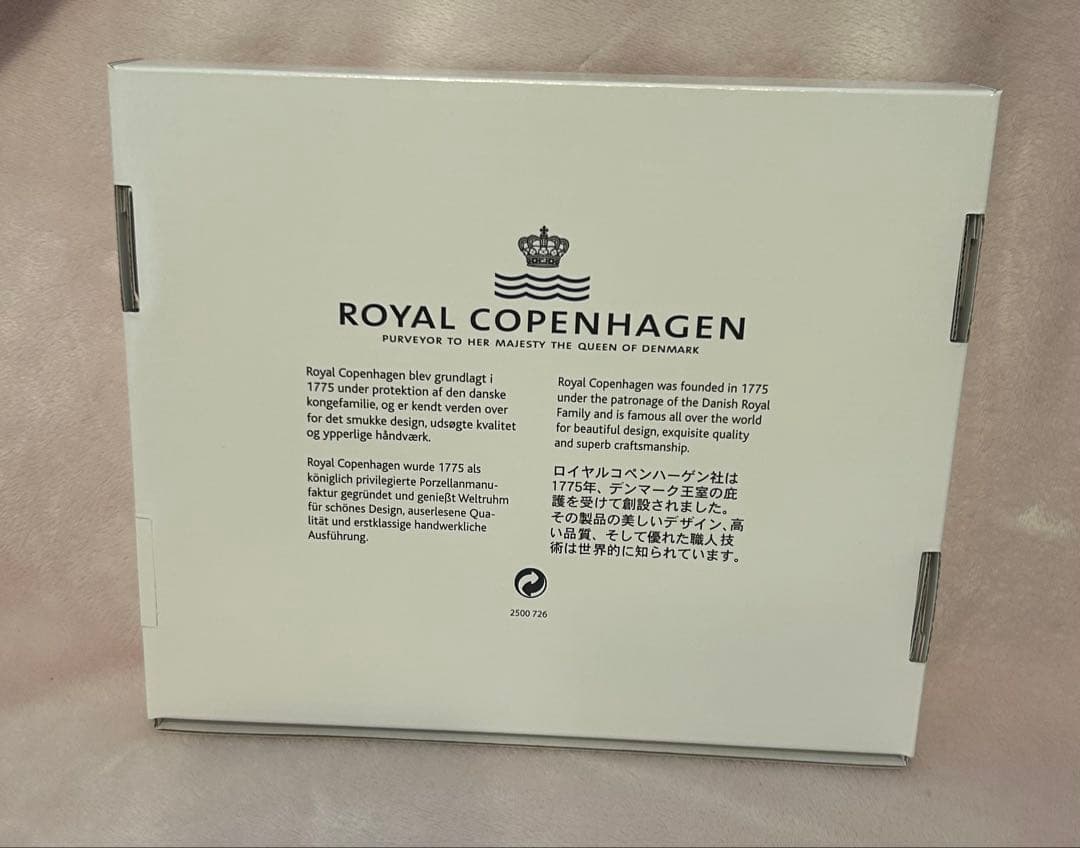 ROYAL COPENHAGEN
PURVEYOR TO HER MAJESTY THE QUEEN OF DENMARK
Royal Copenhagen blev grundlagt i
1775 under protektion af den danske
kongefamilie, og er kendt verden over
for det smukke design, udsøgte kvalitet
og ypperlige håndværk.
Royal Copenhagen wurde 1775 als
königlich privilegierte Porzellanmanu-
faktur gegründet und genießt Weltruhm
für schönes Design, auserlesene Qua-
lität und erstklassige handwerkliche
Ausführung.
Royal Copenhagen was founded in 1775
under the patronage of the Danish Royal
Family and is famous all over the world
for beautiful design, exquisite quality
and superb craftsmanship.
ロイヤルコペンハーゲン社は
1775年、デンマーク王室の庇
護を受けて創設されました。
その製品の美しいデザイン、高
い品質、そして優れた職人技
術は世界的に知られています。
2500 726